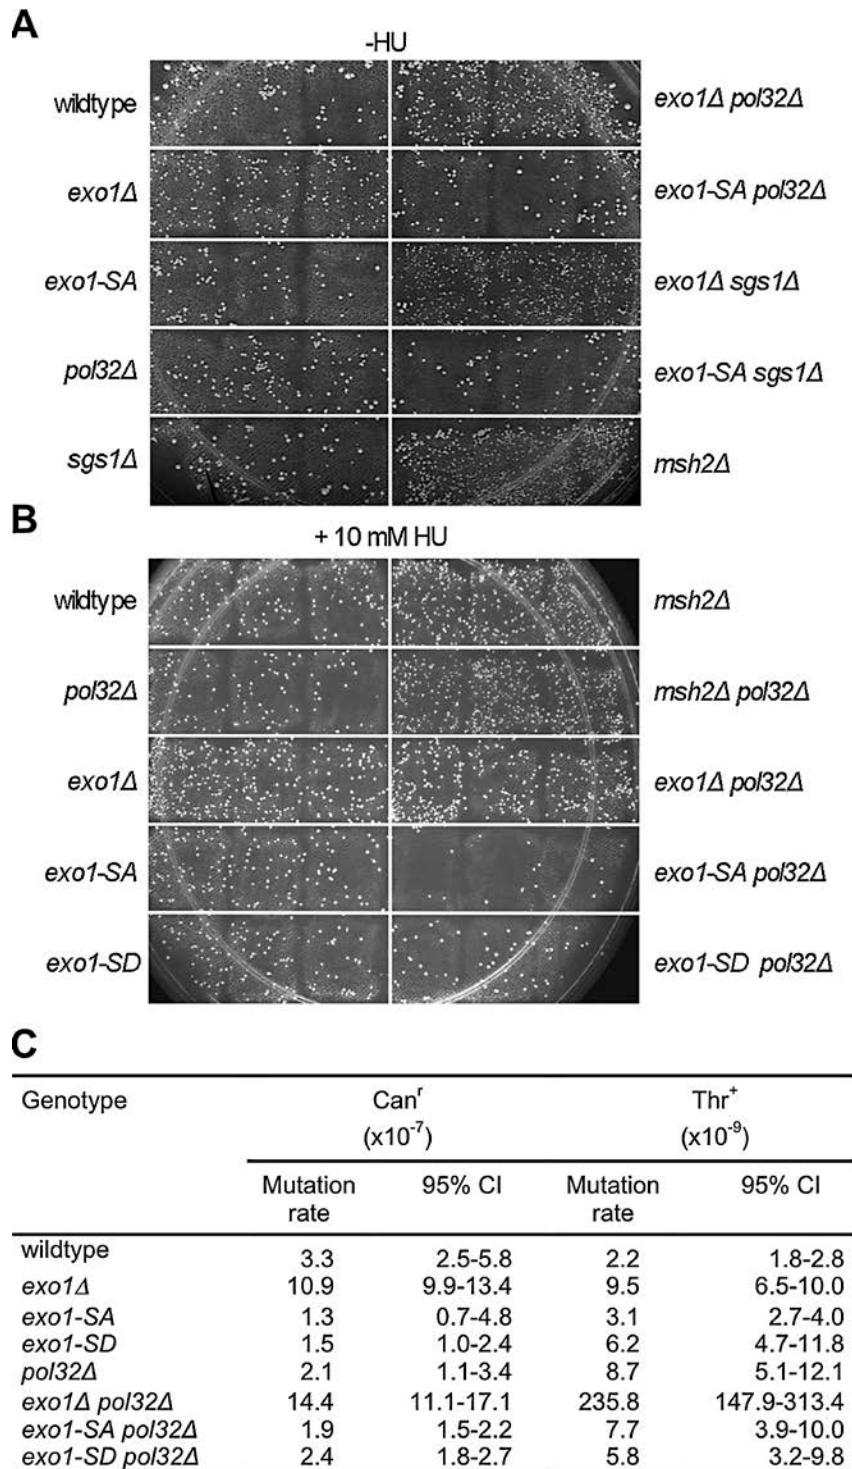 A
-HU
wildtype
exo1Δ pol32Δ
exo1Δ
exo1-SA pol32Δ
exo1-SA
exo1Δ sgs1Δ
pol32Δ
exo1-SA sgs1Δ
sgs1Δ
msh2Δ
B
+ 10 mM HU
wildtype
msh2Δ
pol32Δ
msh2Δ pol32Δ
exo1Δ
exo1Δ pol32Δ
exo1-SA
exo1-SA pol32Δ
exo1-SD
exo1-SD pol32Δ
C
Genotype Canʳ Thr⁺
(x10⁻⁷) (x10⁻⁹)
Mutation rate 95% CI Mutation rate 95% CI
wildtype 3.3 2.5-5.8 2.2 1.8-2.8
exo1Δ 10.9 9.9-13.4 9.5 6.5-10.0
exo1-SA 1.3 0.7-4.8 3.1 2.7-4.0
exo1-SD 1.5 1.0-2.4 6.2 4.7-11.8
pol32Δ 2.1 1.1-3.4 8.7 5.1-12.1
exo1Δ pol32Δ 14.4 11.1-17.1 235.8 147.9-313.4
exo1-SA pol32Δ 1.9 1.5-2.2 7.7 3.9-10.0
exo1-SD pol32Δ 2.4 1.8-2.7 5.8 3.2-9.8